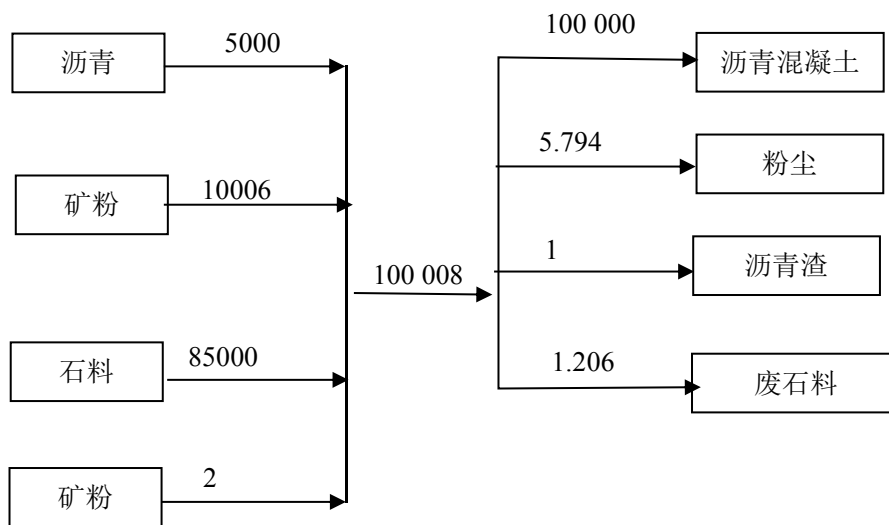 沥青
5000
矿粉
10006
石料
85000
矿粉
2
100 008
100 000
沥青混凝土
5.794
粉尘
1
沥青渣
1.206
废石料